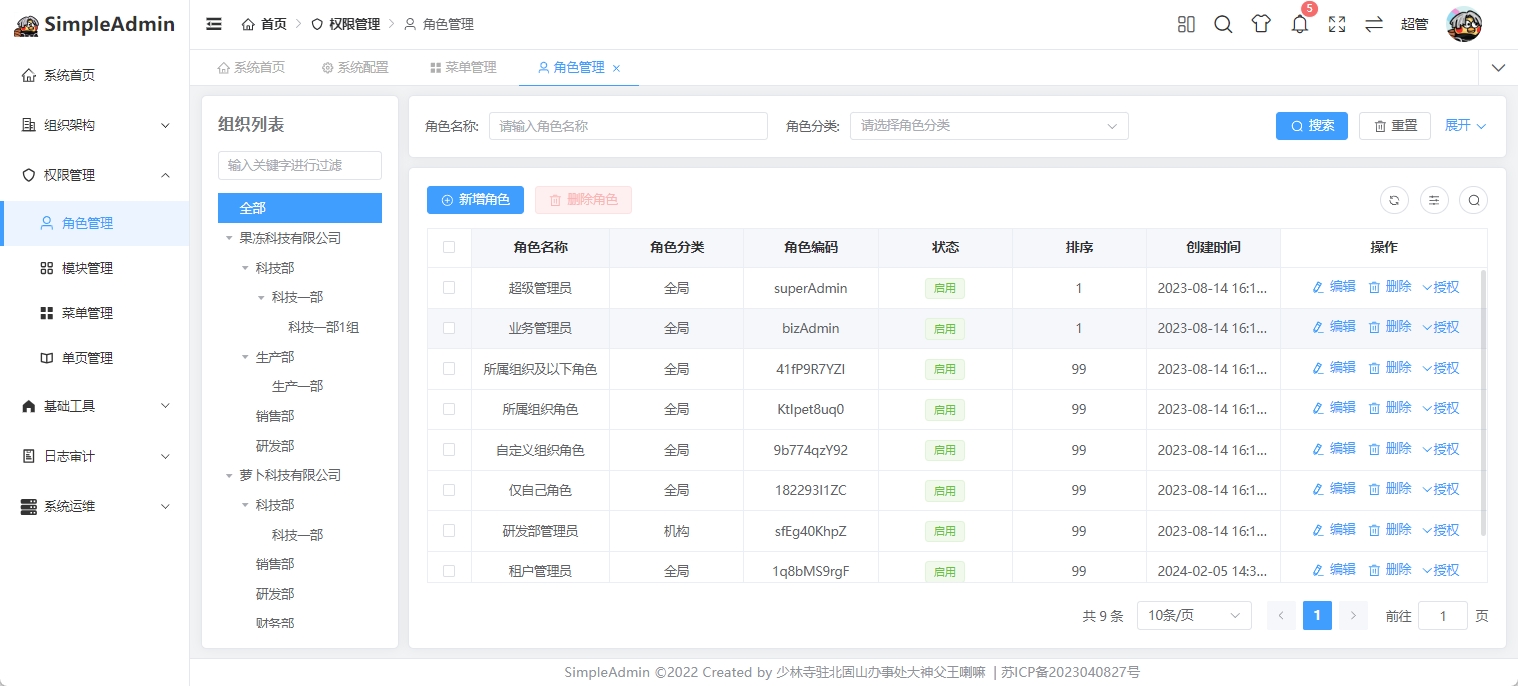 SimpleAdmin
首页
权限管理
角色管理
5
超管
系统首页
组织架构
权限管理
角色管理
模块管理
菜单管理
单页管理
基础工具
日志审计
系统运维
系统首页
系统配置
菜单管理
角色管理
组织列表
输入关键字进行过滤
全部
果冻科技有限公司
科技部
科技一部
科技一部1组
生产部
生产一部
销售部
研发部
萝卜科技有限公司
科技部
科技一部
销售部
研发部
财务部
角色名称: 请输入角色名称 角色分类: 请选择角色分类 搜索 重置 展开
新增角色 删除角色
角色名称 角色分类 角色编码 状态 排序 创建时间 操作
超级管理员 全局 superAdmin 启用 1 2023-08-14 16:1... 编辑 删除 授权
业务管理员 全局 bizAdmin 启用 1 2023-08-14 16:1... 编辑 删除 授权
所属组织及以下角色 全局 41fP9R7YZI 启用 99 2023-08-14 16:1... 编辑 删除 授权
所属组织角色 全局 KtIpet8uq0 启用 99 2023-08-14 16:1... 编辑 删除 授权
自定义组织角色 全局 9b774qzY92 启用 99 2023-08-14 16:1... 编辑 删除 授权
仅自己角色 全局 182293I1ZC 启用 99 2023-08-14 16:1... 编辑 删除 授权
研发部管理员 机构 sfEg40KhpZ 启用 99 2023-08-14 16:1... 编辑 删除 授权
租户管理员 全局 1q8bMS9rgF 启用 99 2024-02-05 14:3... 编辑 删除 授权
共 9 条 10条/页 1 前往 1 页
SimpleAdmin ©2022 Created by 少林寺驻北固山办事处大神父王喇嘛 | 苏ICP备2023040827号